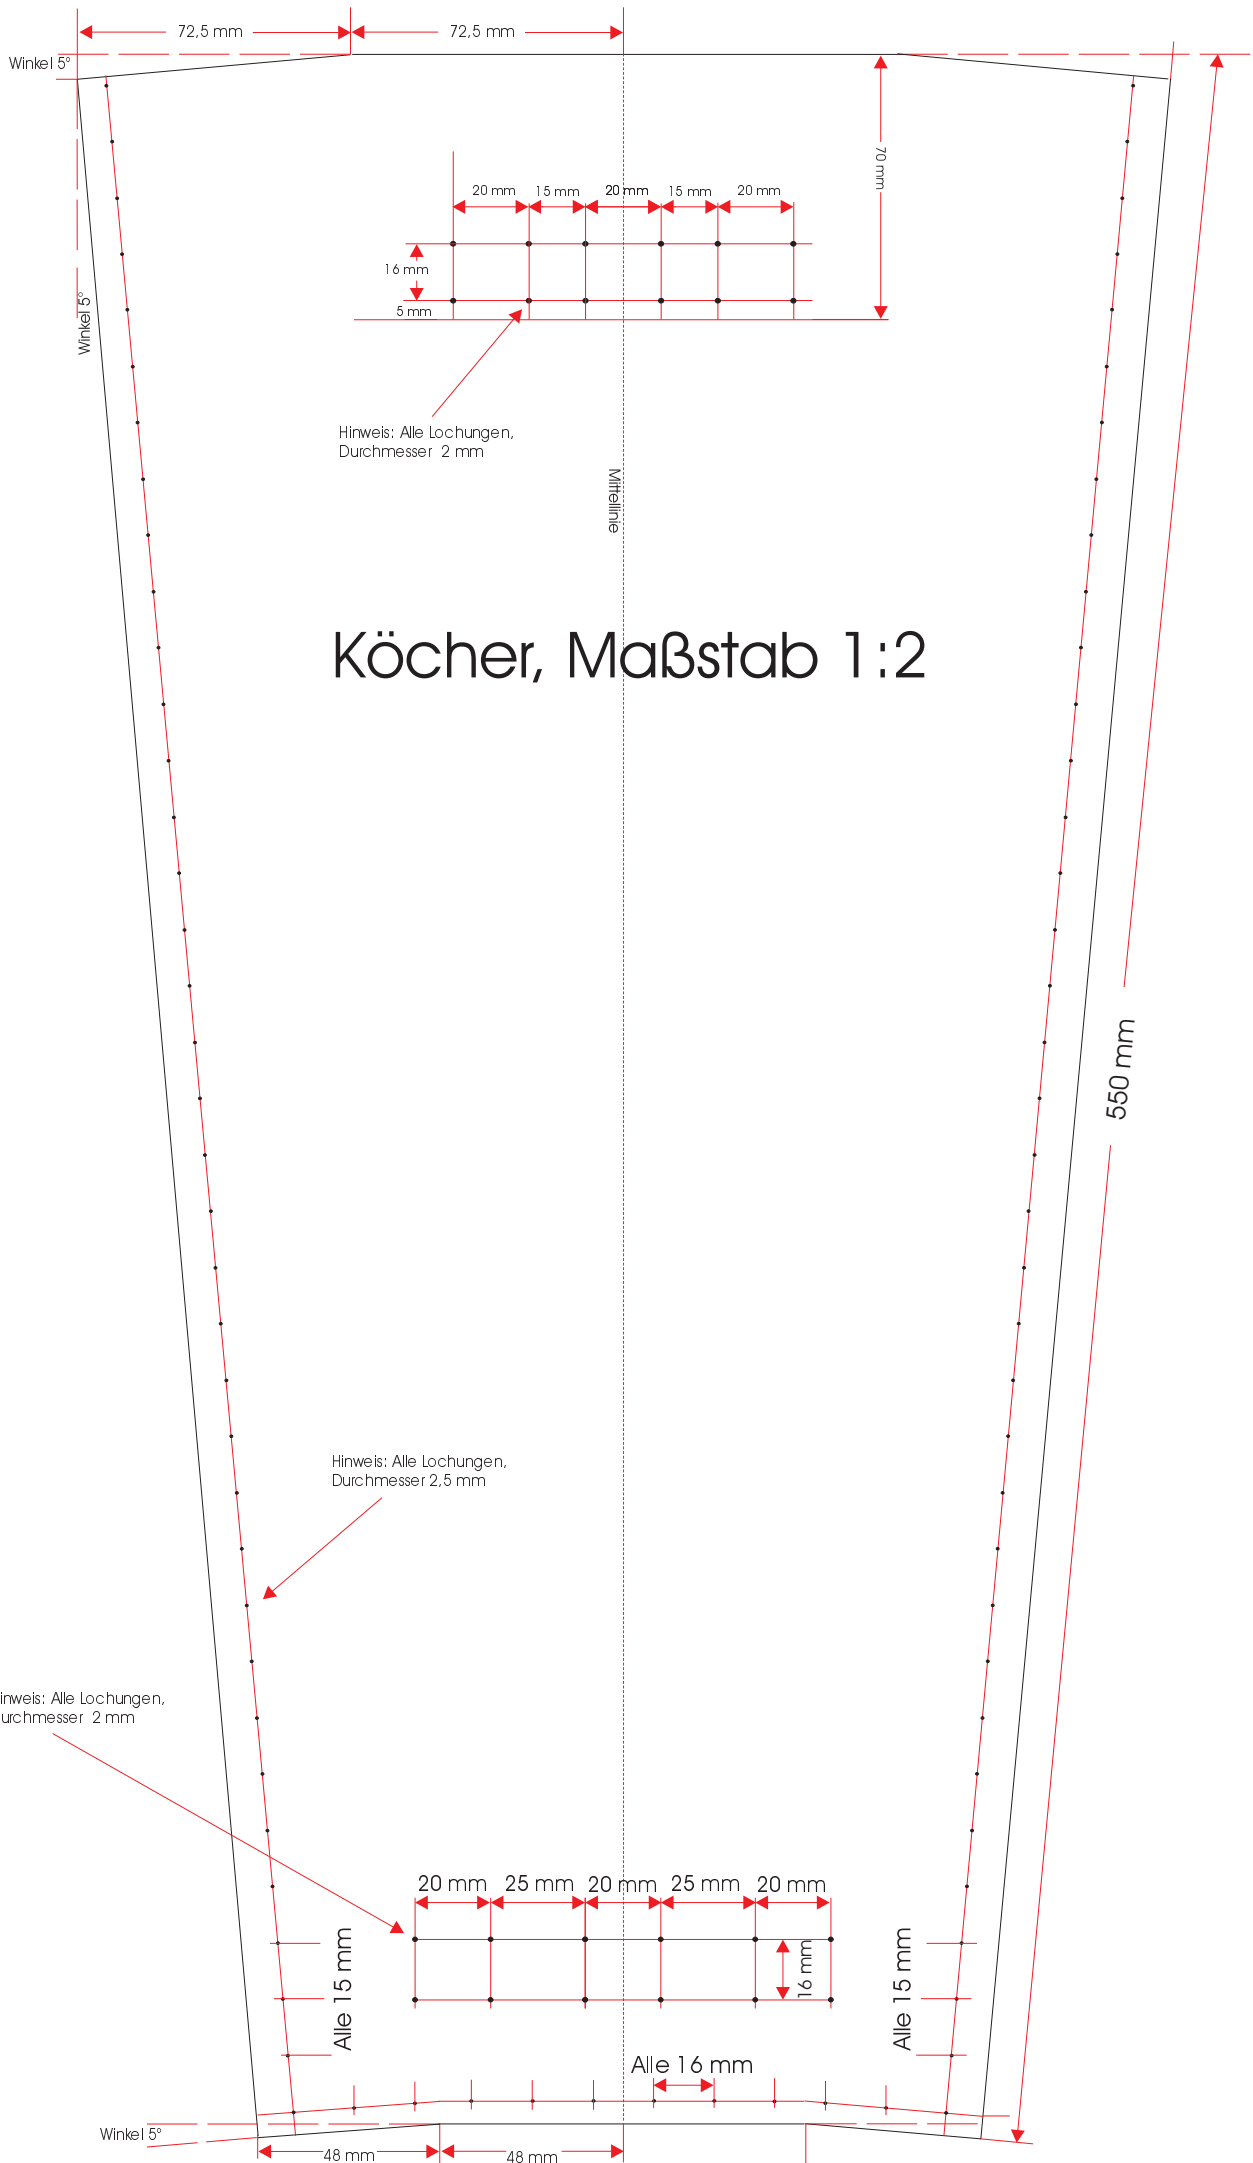 72,5 mm
72,5 mm
Winkel 5°
70 mm
20 mm
15 mm
20 mm
15 mm
20 mm
16 mm
5 mm
Winkel 5°
Hinweis: Alle Lochungen,
Durchmesser 2 mm
Mittellinie
Köcher, Maßstab 1:2
550 mm
Hinweis: Alle Lochungen,
Durchmesser 2,5 mm
inweis: Alle Lochungen,
urchmesser 2 mm
20 mm
25 mm
20 mm
25 mm
20 mm
16 mm
Alle 15 mm
Alle 15 mm
Alle 16 mm
Winkel 5°
48 mm
48 mm